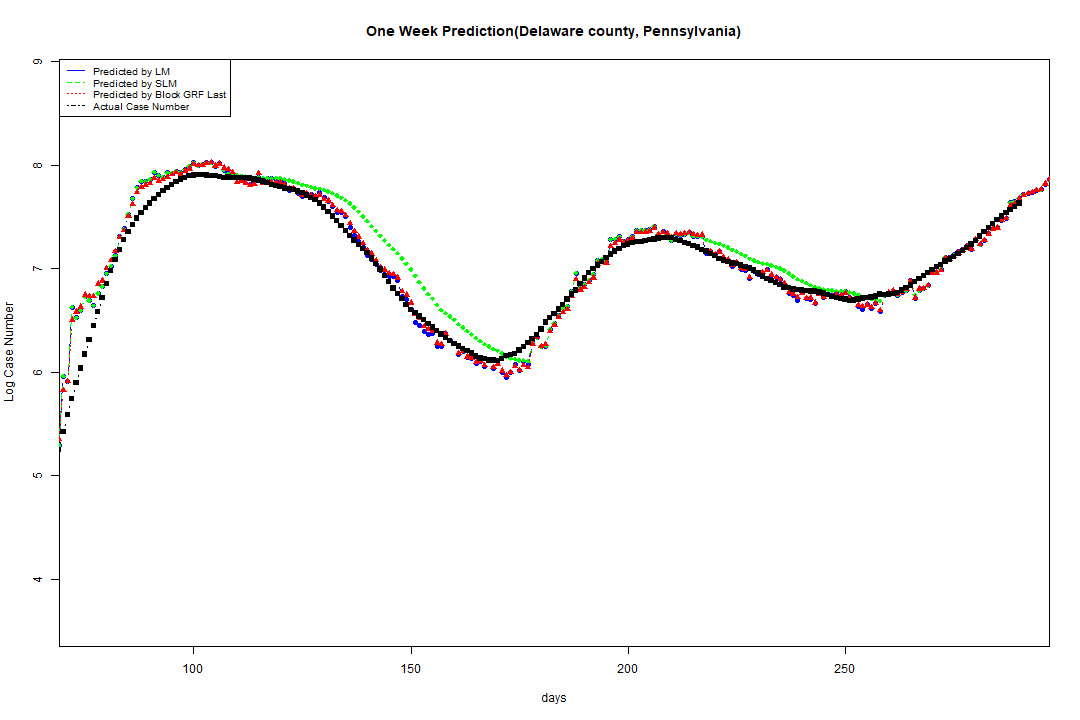 One Week Prediction(Delaware county, Pennsylvania)
Predicted by LM
Predicted by SLM
Predicted by Block GRF Last
Actual Case Number
9
8
7
6
5
4
Log Case Number
100 150 200 250
days